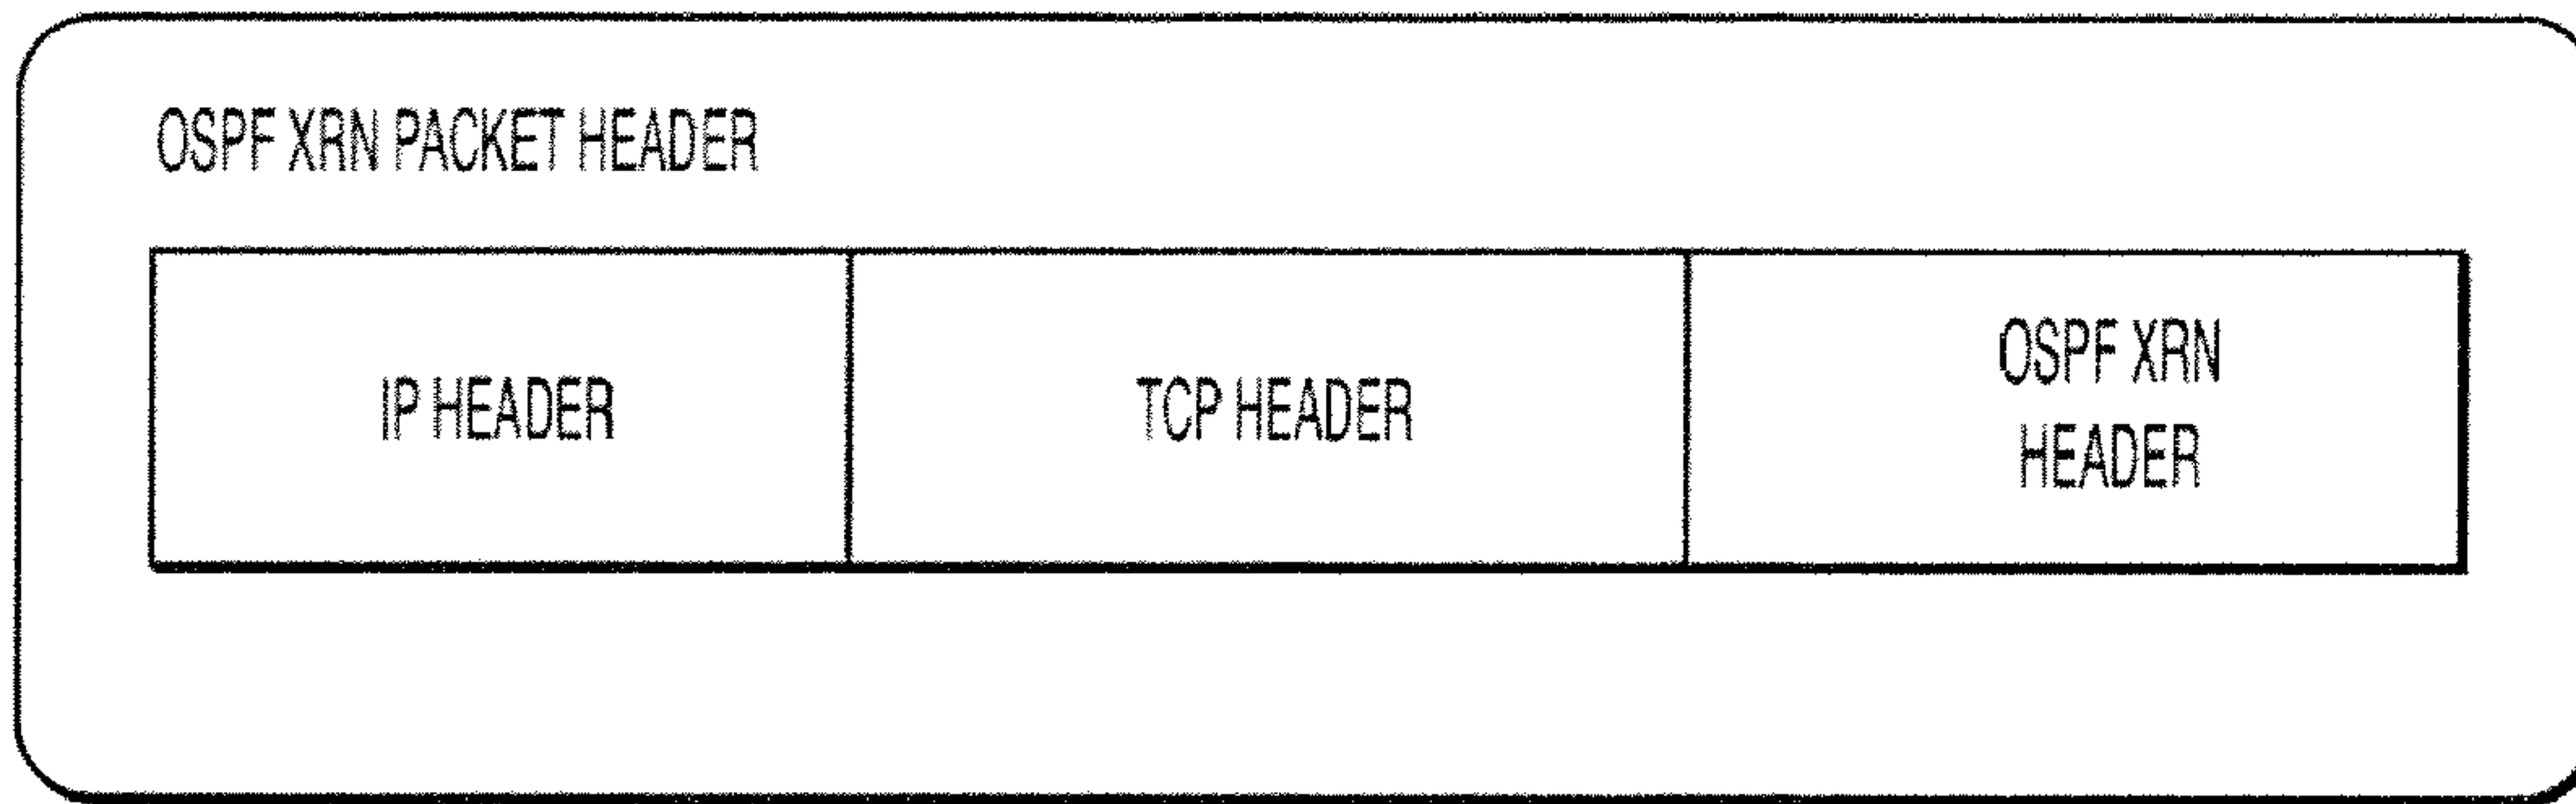 OSPF XRN PACKET HEADER
IP HEADER
TCP HEADER
OSPF XRN
HEADER